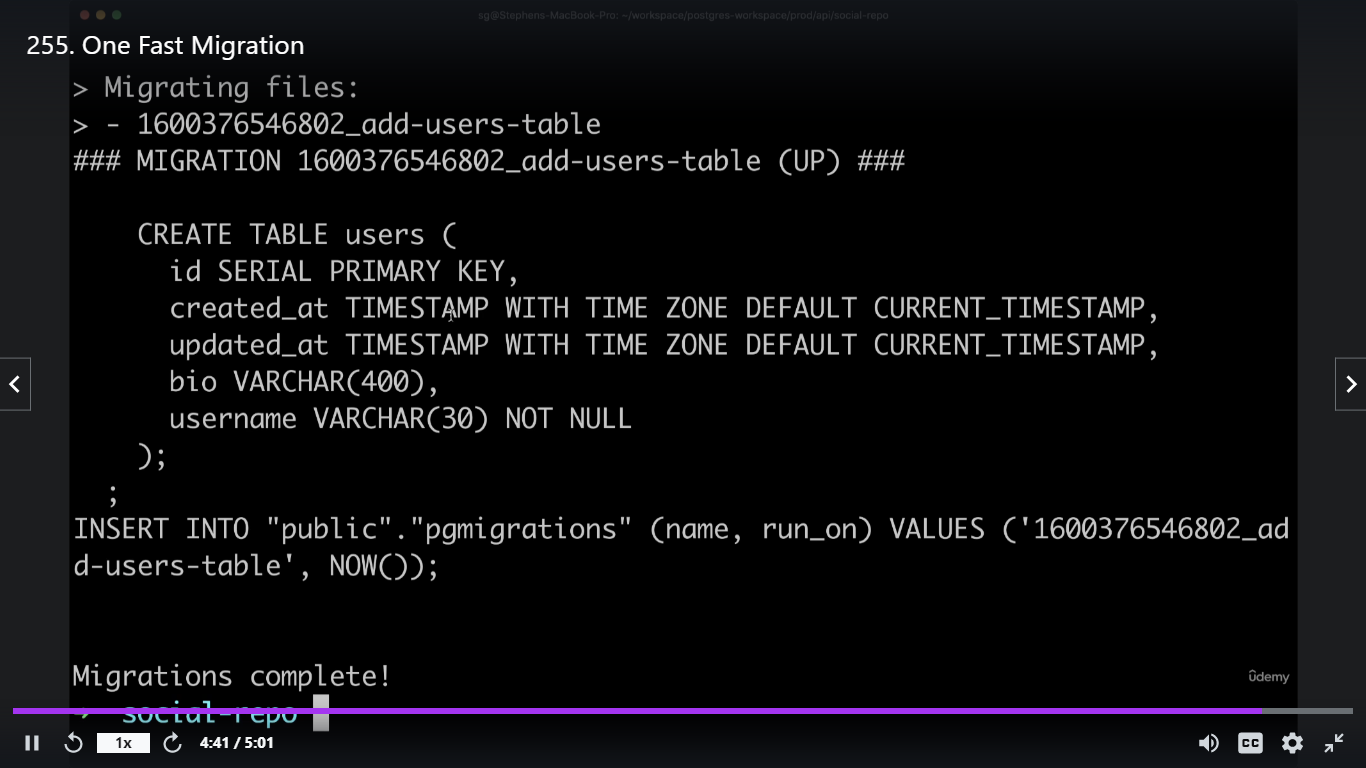 sg@Stephens-MacBook-Pro: ~/workspace/postgres-workspace/prod/api/social-repo
255. One Fast Migration
> Migrating files:
> - 1600376546802_add-users-table
### MIGRATION 1600376546802_add-users-table (UP) ###
CREATE TABLE users (
id SERIAL PRIMARY KEY,
created_at TIMESTAMP WITH TIME ZONE DEFAULT CURRENT_TIMESTAMP,
updated_at TIMESTAMP WITH TIME ZONE DEFAULT CURRENT_TIMESTAMP,
bio VARCHAR(400),
username VARCHAR(30) NOT NULL
);
;
INSERT INTO "public"."pgmigrations" (name, run_on) VALUES ('1600376546802_ad
d-users-table', NOW());
Migrations complete!
ûdemy
social-repo
1x
4:41 / 5:01
CC